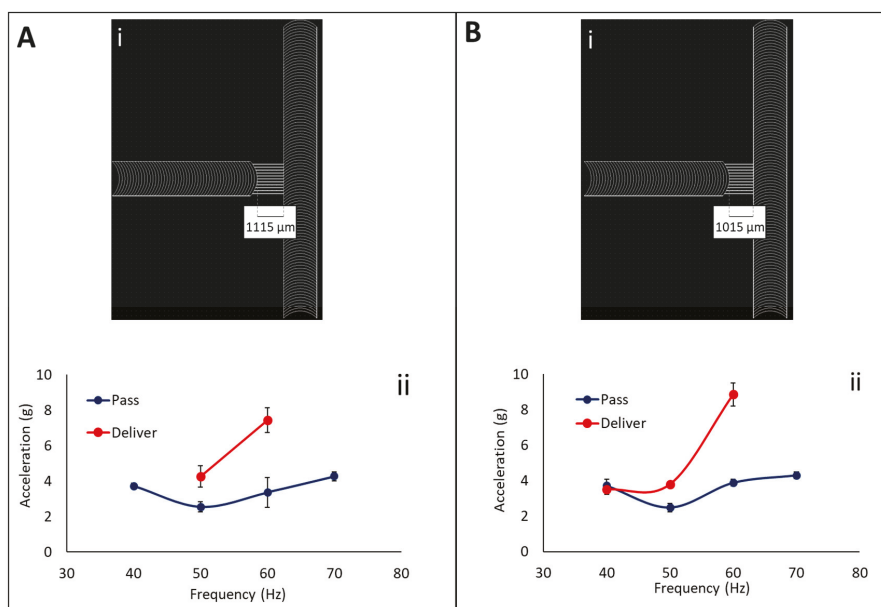 A
i
1115 µm
ii
Acceleration (g)
10
8
6
4
2
0
Pass
Deliver
30 40 50 60 70 80
Frequency (Hz)
B
i
1015 µm
ii
Acceleration (g)
10
8
6
4
2
0
Pass
Deliver
30 40 50 60 70 80
Frequency (Hz)